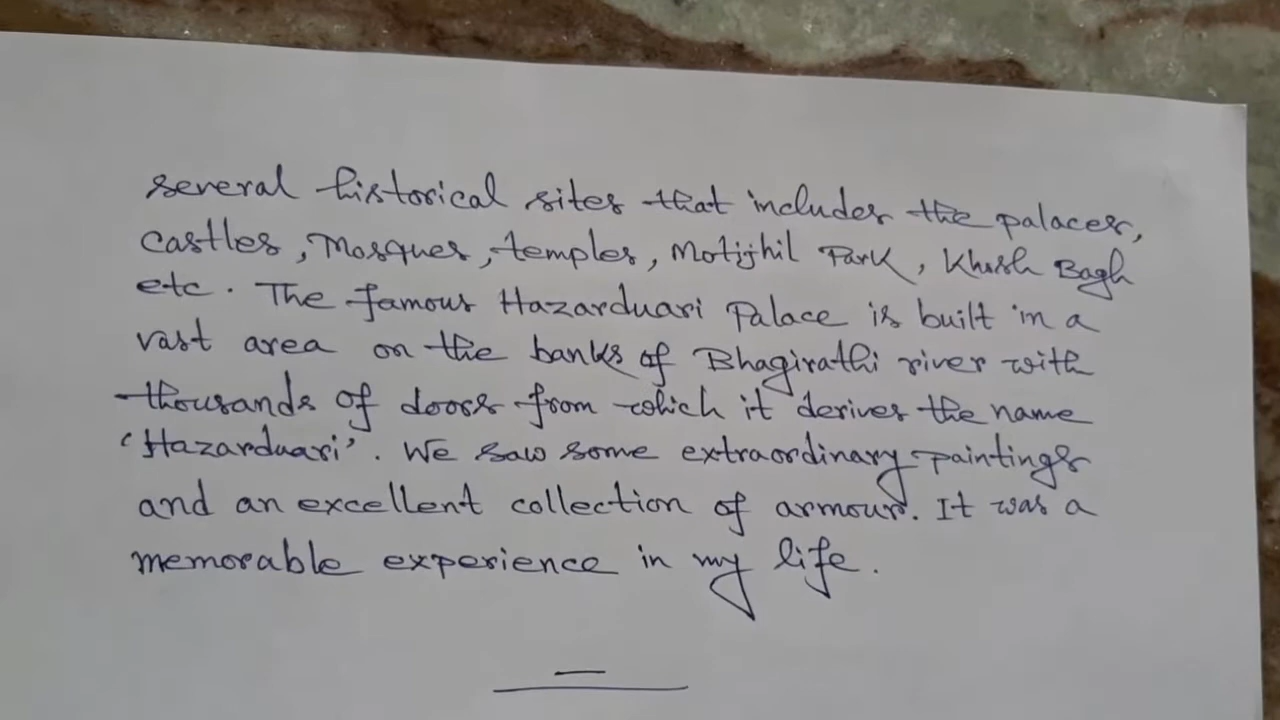 several historical sites that includes the palaces,
castles, Mosques, temples, Motijhil Park, Khosh Bagh
etc. The famous Hazarduari Palace is built in a
vast area on the banks of Bhagirathi river with
thousands of doors from which it derives the name
'Hazarduari'. We saw some extraordinary paintings
and an excellent collection of armour. It was a
memorable experience in my life.